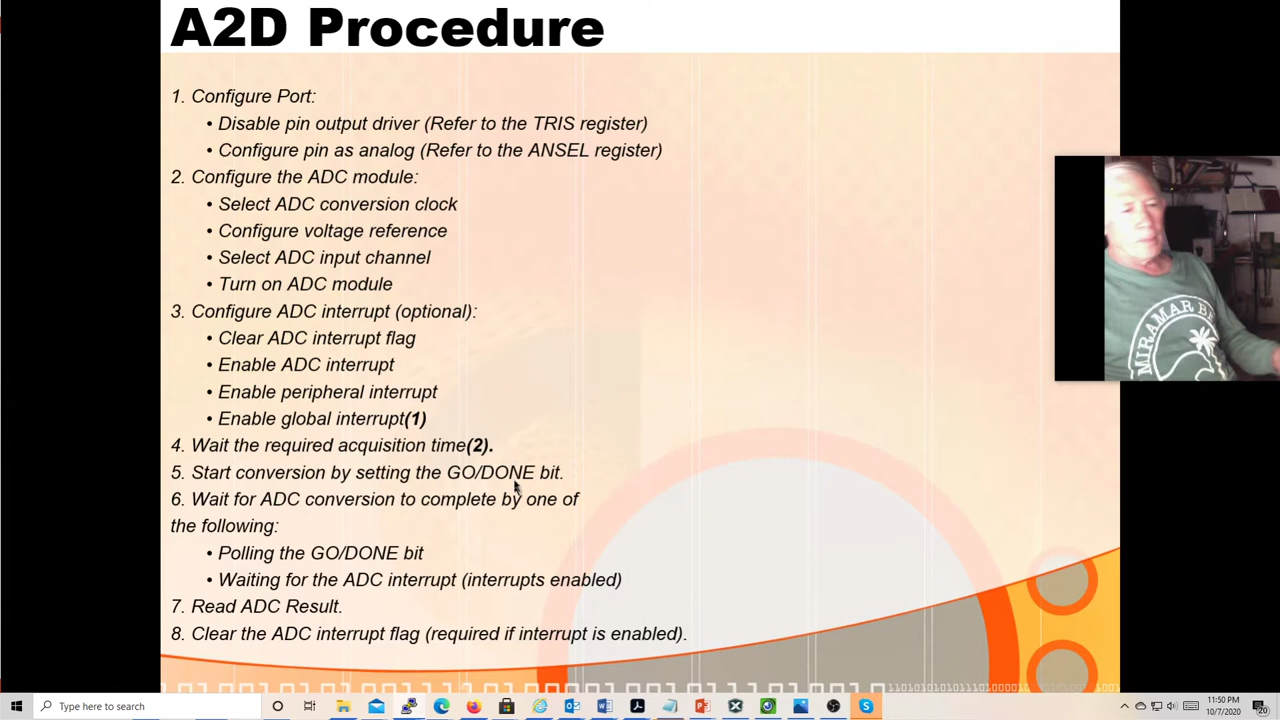 A2D Procedure
1. Configure Port:
• Disable pin output driver (Refer to the TRIS register)
• Configure pin as analog (Refer to the ANSEL register)
2. Configure the ADC module:
• Select ADC conversion clock
• Configure voltage reference
• Select ADC input channel
• Turn on ADC module
3. Configure ADC interrupt (optional):
• Clear ADC interrupt flag
• Enable ADC interrupt
• Enable peripheral interrupt
• Enable global interrupt(1)
4. Wait the required acquisition time(2).
5. Start conversion by setting the GO/DONE bit.
6. Wait for ADC conversion to complete by one of
the following:
• Polling the GO/DONE bit
• Waiting for the ADC interrupt (interrupts enabled)
7. Read ADC Result.
8. Clear the ADC interrupt flag (required if interrupt is enabled).
MIRAMAR
Type here to search
11:50 PM
10/7/2020
20